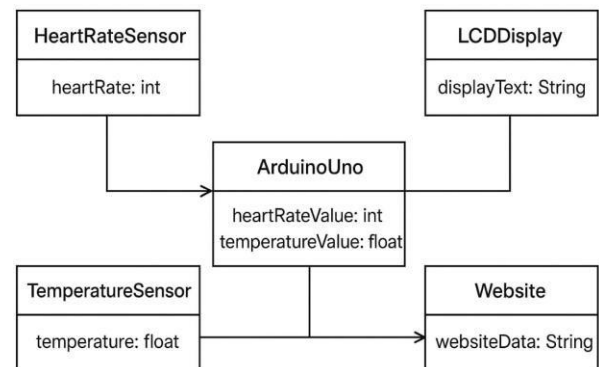 HeartRateSensor
heartRate: int
LCDDisplay
displayText: String
ArduinoUno
heartRateValue: int
temperatureValue: float
TemperatureSensor
temperature: float
Website
websiteData: String